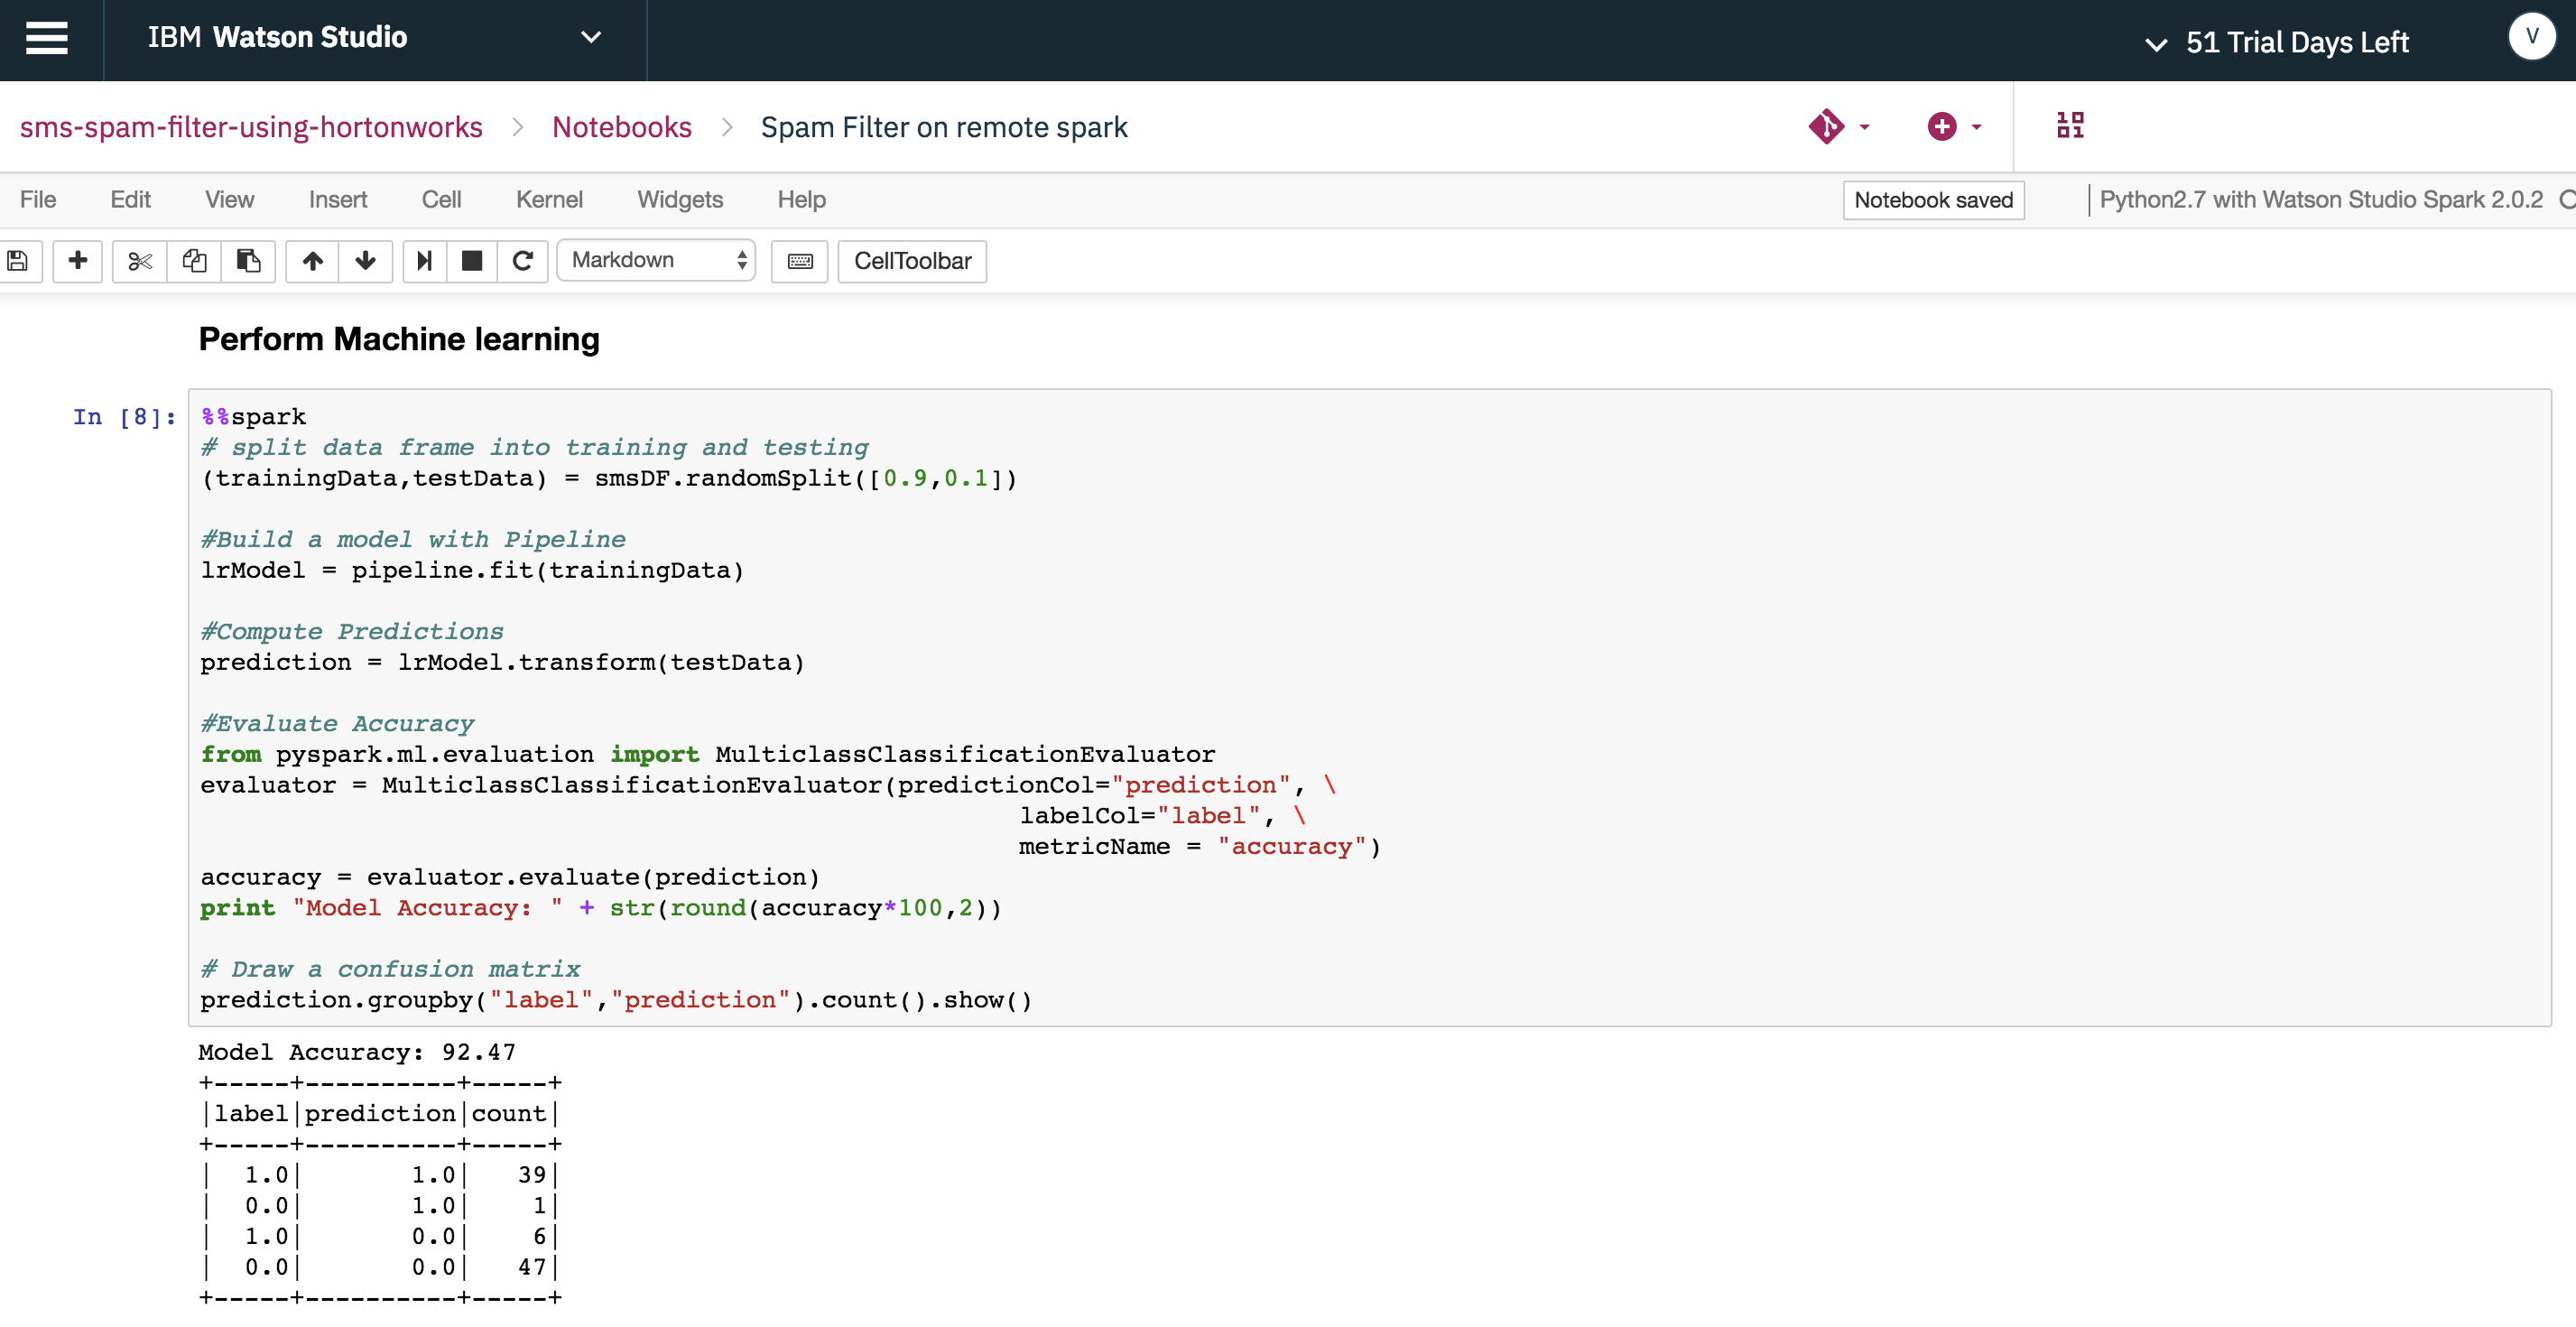 IBM Watson Studio
51 Trial Days Left
V
sms-spam-filter-using-hortonworks > Notebooks > Spam Filter on remote spark
File Edit View Insert Cell Kernel Widgets Help
Notebook saved
Python2.7 with Watson Studio Spark 2.0.2
Markdown
CellToolbar
Perform Machine learning
In [8]:
%%spark
# split data frame into training and testing
(trainingData,testData) = smsDF.randomSplit([0.9,0.1])
#Build a model with Pipeline
lrModel = pipeline.fit(trainingData)
#Compute Predictions
prediction = lrModel.transform(testData)
#Evaluate Accuracy
from pyspark.ml.evaluation import MulticlassClassificationEvaluator
evaluator = MulticlassClassificationEvaluator(predictionCol="prediction", \
labelCol="label", \
metricName = "accuracy")
accuracy = evaluator.evaluate(prediction)
print "Model Accuracy: " + str(round(accuracy*100,2))
# Draw a confusion matrix
prediction.groupby("label","prediction").count().show()
Model Accuracy: 92.47
+-----+----------+-----+
|label|prediction|count|
+-----+----------+-----+
|  1.0|       1.0|   39|
|  0.0|       1.0|    1|
|  1.0|       0.0|    6|
|  0.0|       0.0|   47|
+-----+----------+-----+